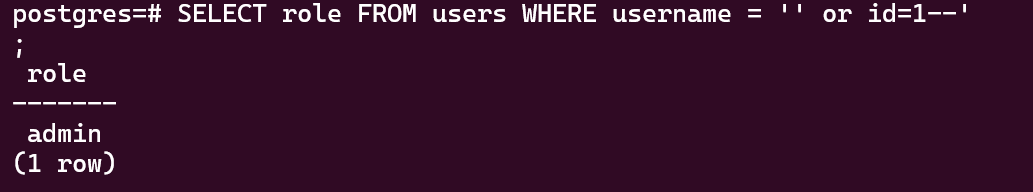 postgres=# SELECT role FROM users WHERE username = '' or id=1--'
;
 role
-------
 admin
(1 row)